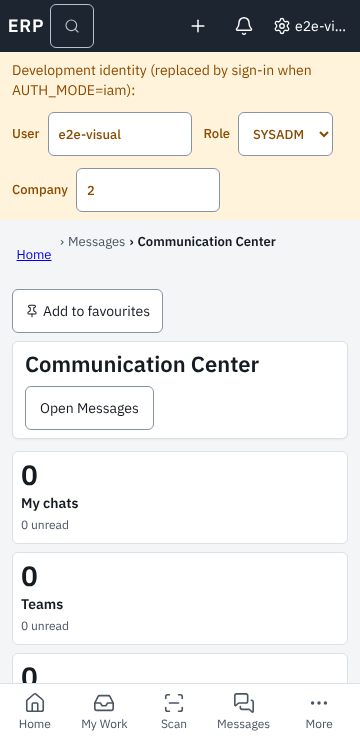 ERP
e2e-vi...
Development identity (replaced by sign-in when
AUTH_MODE=iam):
User e2e-visual Role SYSADM
Company 2
Home › Messages › Communication Center
Add to favourites
Communication Center
Open Messages
0
My chats
0 unread
0
Teams
0 unread
0
Home My Work Scan Messages More